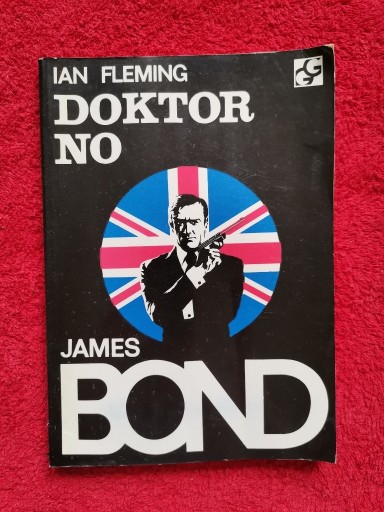 IAN FLEMING
DOKTOR
NO
JAMES
BOND